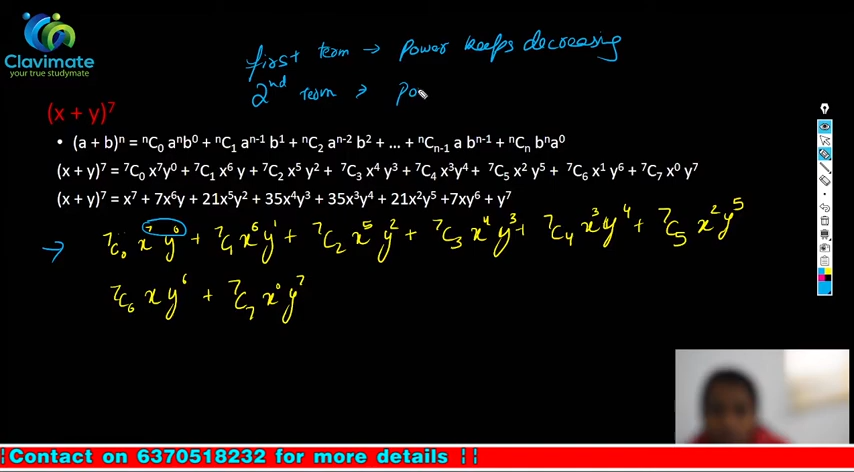 Clavimate
your true studymate
first term → power keeps decreasing
2nd term → po
(x + y)⁷
• (a + b)ⁿ = ⁿC₀ aⁿb⁰ + ⁿC₁ aⁿ⁻¹ b¹ + ⁿC₂ aⁿ⁻² b² + ... + ⁿCₙ₋₁ a bⁿ⁻¹ + ⁿCₙ bⁿa⁰
(x + y)⁷ = ⁷C₀ x⁷y⁰ + ⁷C₁ x⁶ y + ⁷C₂ x⁵ y² + ⁷C₃ x⁴ y³ + ⁷C₄ x³y⁴ + ⁷C₅ x² y⁵ + ⁷C₆ x¹ y⁶ + ⁷C₇ x⁰ y⁷
(x + y)⁷ = x⁷ + 7x⁶y + 21x⁵y² + 35x⁴y³ + 35x³y⁴ + 21x²y⁵ +7xy⁶ + y⁷
→ ⁷C₀ x⁷ y⁰ + ⁷C₁ x⁶ y¹ + ⁷C₂ x⁵ y² + ⁷C₃ x⁴ y³ + ⁷C₄ x³ y⁴ + ⁷C₅ x² y⁵
⁷C₆ x y⁶ + ⁷C₇ x⁰ y⁷
¦Contact on 6370518232 for more details ¦¦